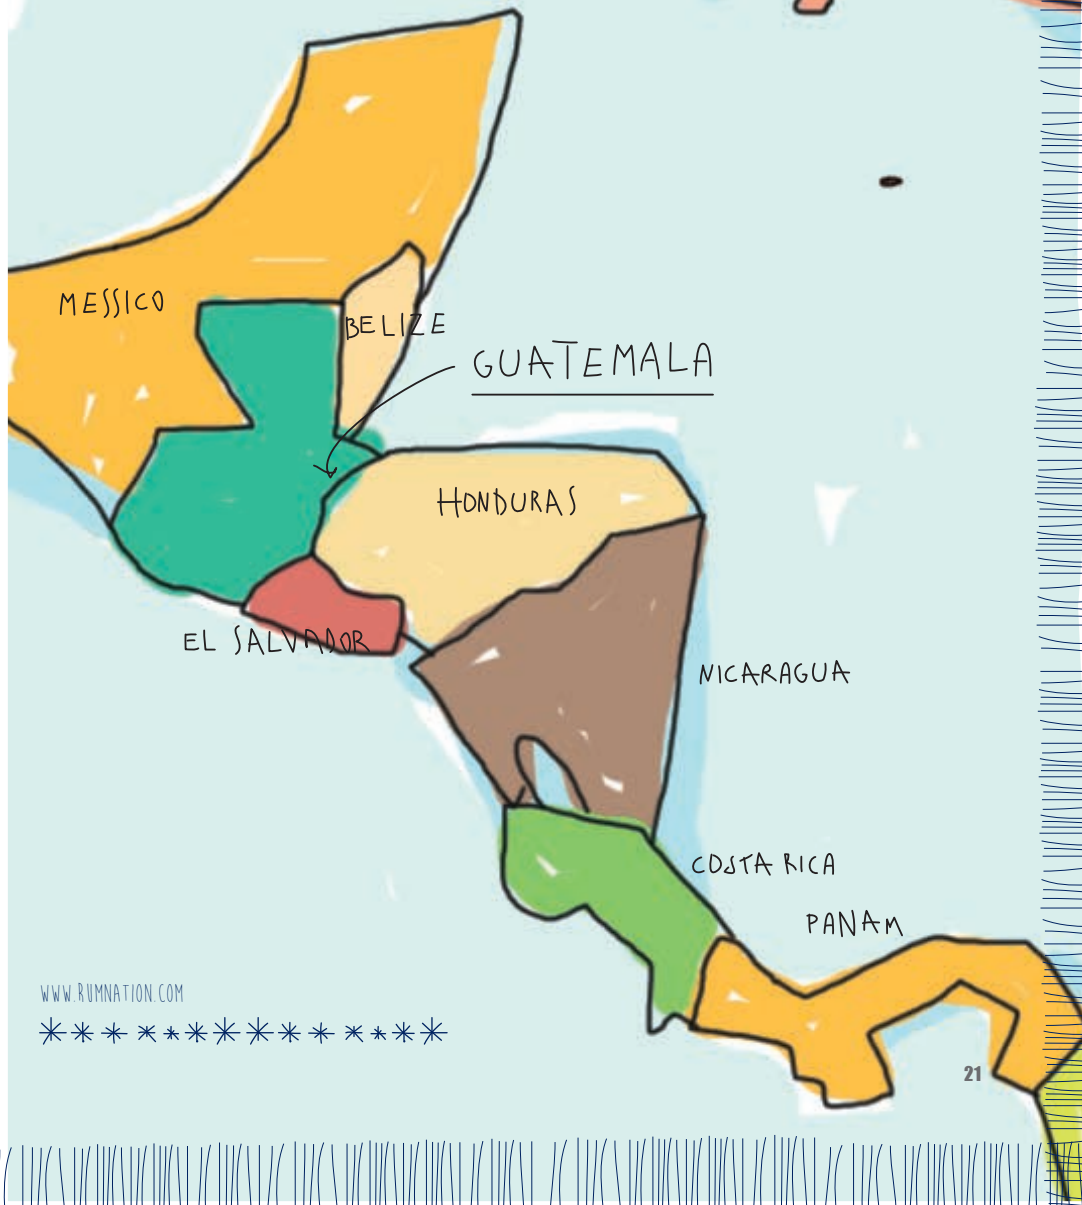 MESSICO
BELIZE
GUATEMALA
HONDURAS
EL SALVADOR
NICARAGUA
COSTA RICA
PANAM
WWW.RUMNATION.COM
21